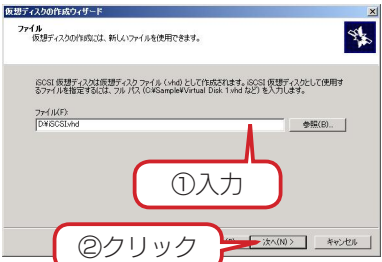 仮想ディスクの作成ウィザード
ファイル
仮想ディスクの作成には、新しいファイルを使用できます。
iSCSI 仮想ディスクは仮想ディスク ファイル (.vhd) として作成されます。iSCSI 仮想ディスクとして使用す
るファイルを指定するには、フル パス (C:¥Sample¥Virtual Disk 1.vhd など) を入力します。
ファイル(F):
D:¥iSCSI.vhd
参照(B)...
①入力
②クリック
次へ(N) >
キャンセル